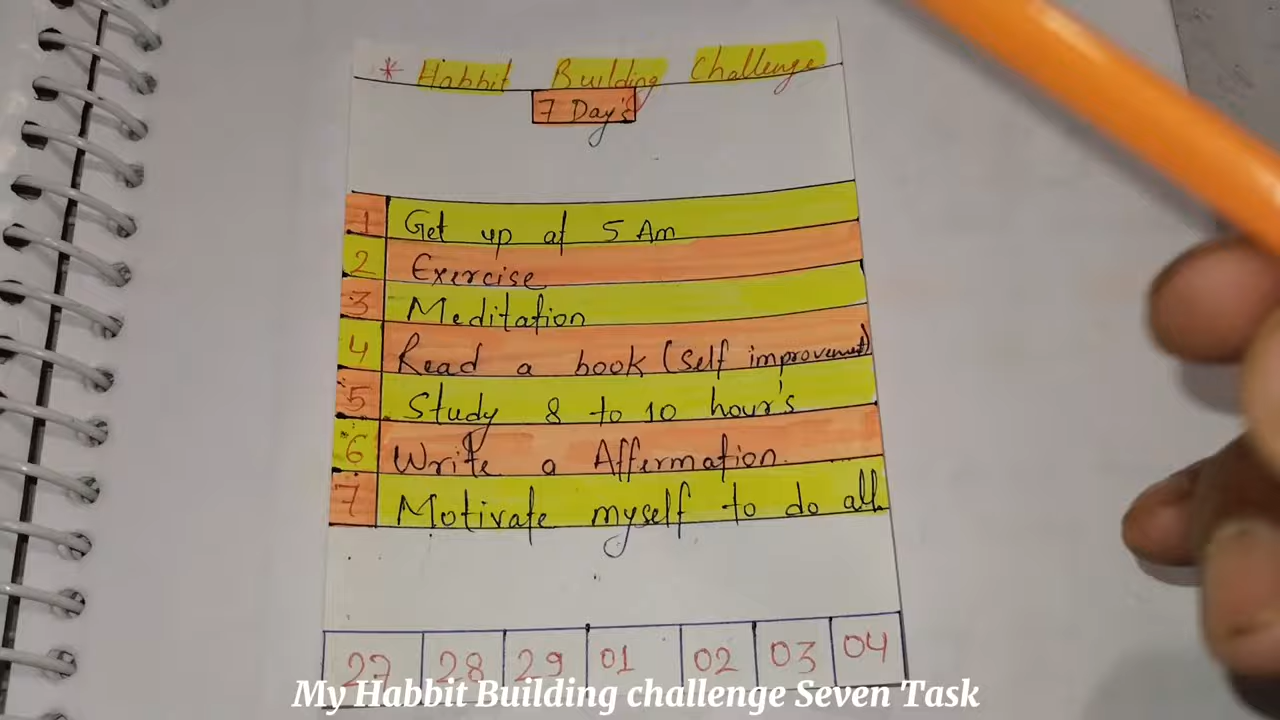 * Habbit Building Challenge
7 Day's
1 Get up at 5 Am
2 Exercise
3 Meditation
4 Read a book (Self improvement)
5 Study 8 to 10 hour's
6 Write a Affermation.
7 Motivate myself to do all.
27 28 29 01 02 03 04
My Habbit Building challenge Seven Task